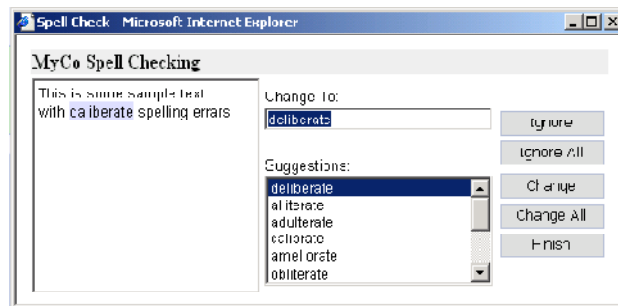 Spell Check - Microsoft Internet Explorer
MyCo Spell Checking
This is some sample text
with caliberate spelling errars
Change To:
deliberate
Suggestions:
deliberate
aliterate
adulterate
calibrate
ameliorate
obliterate
Ignore
Ignore All
Change
Change All
Finish